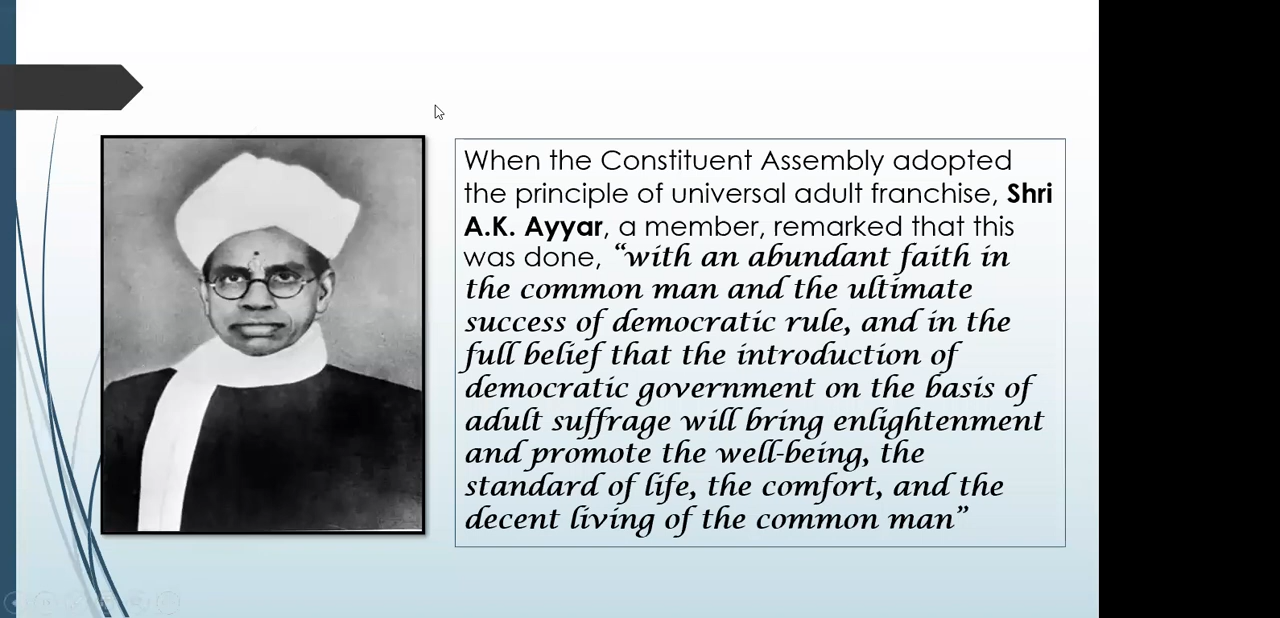 When the Constituent Assembly adopted
the principle of universal adult franchise, Shri
A.K. Ayyar, a member, remarked that this
was done, “with an abundant faith in
the common man and the ultimate
success of democratic rule, and in the
full belief that the introduction of
democratic government on the basis of
adult suffrage will bring enlightenment
and promote the well-being, the
standard of life, the comfort, and the
decent living of the common man”